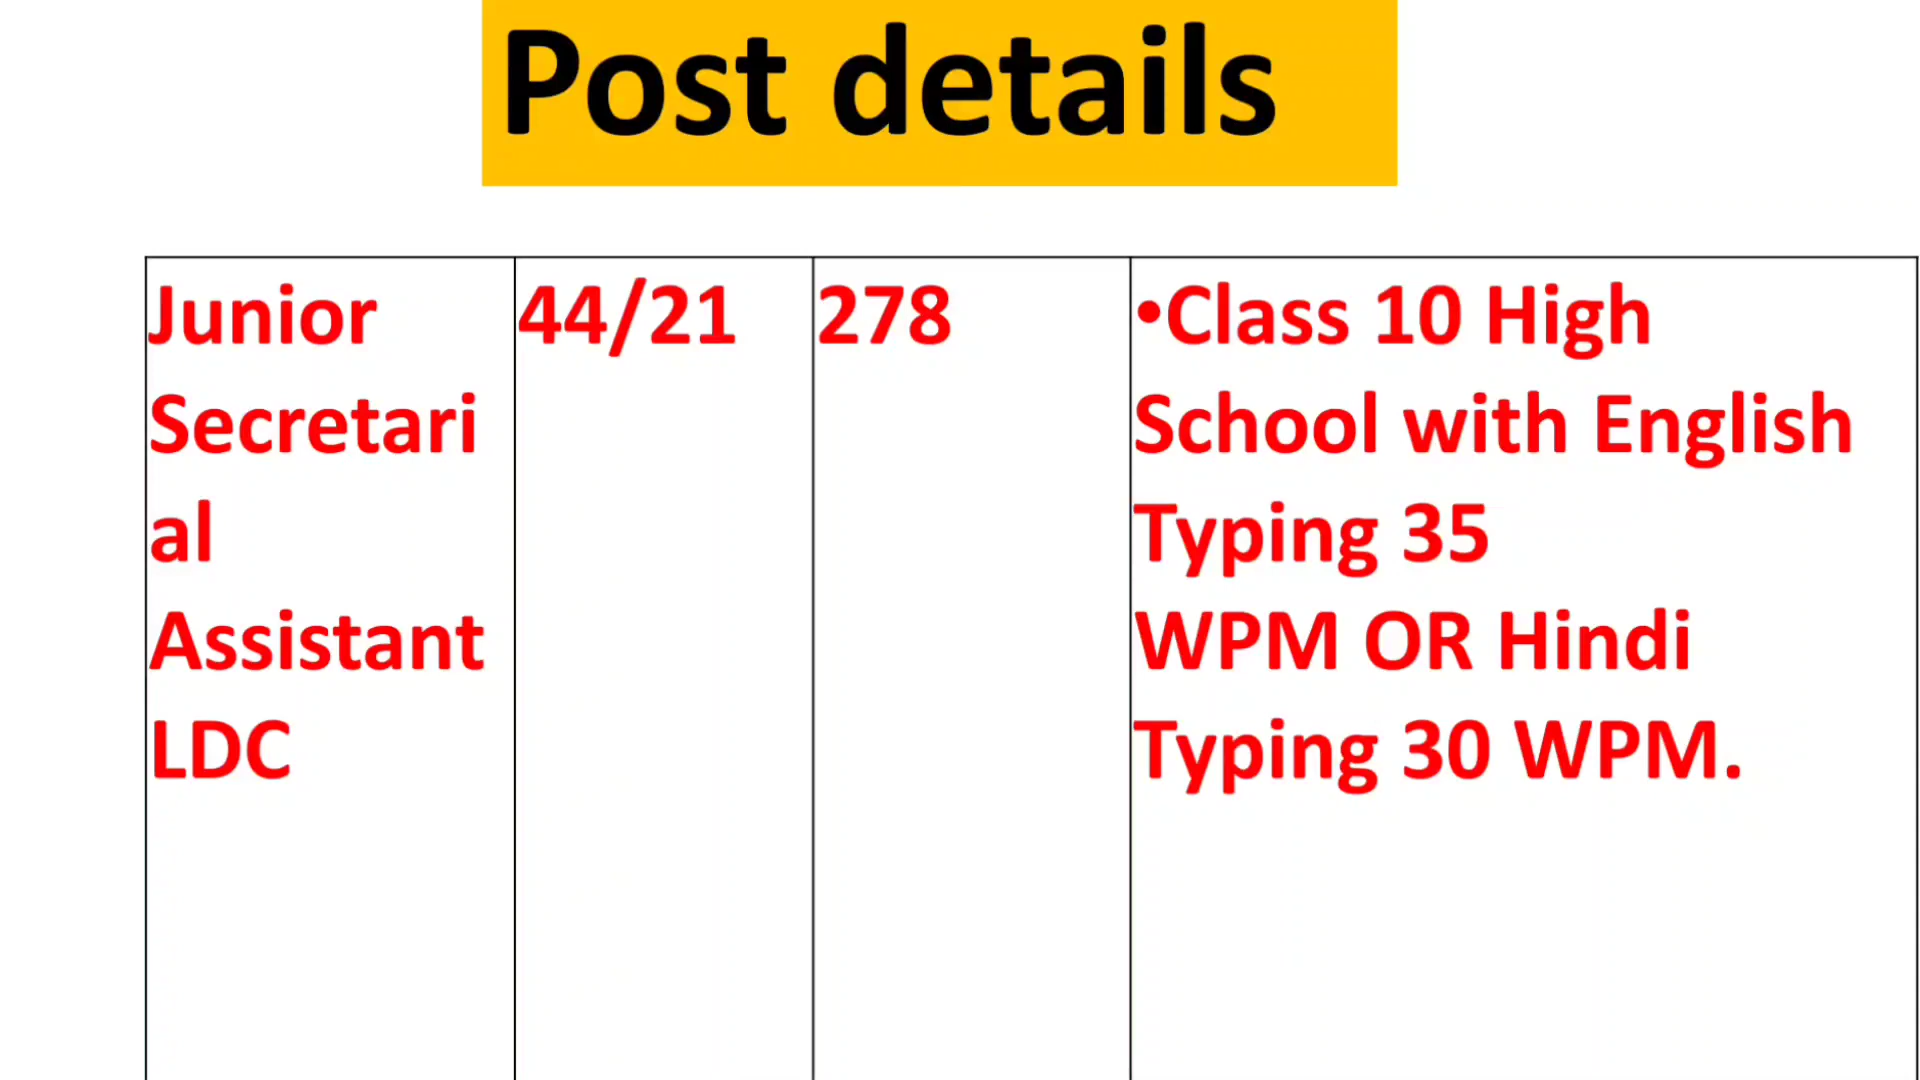 Post details
Junior
Secretari
al
Assistant
LDC
44/21
278
•Class 10 High
School with English
Typing 35
WPM OR Hindi
Typing 30 WPM.